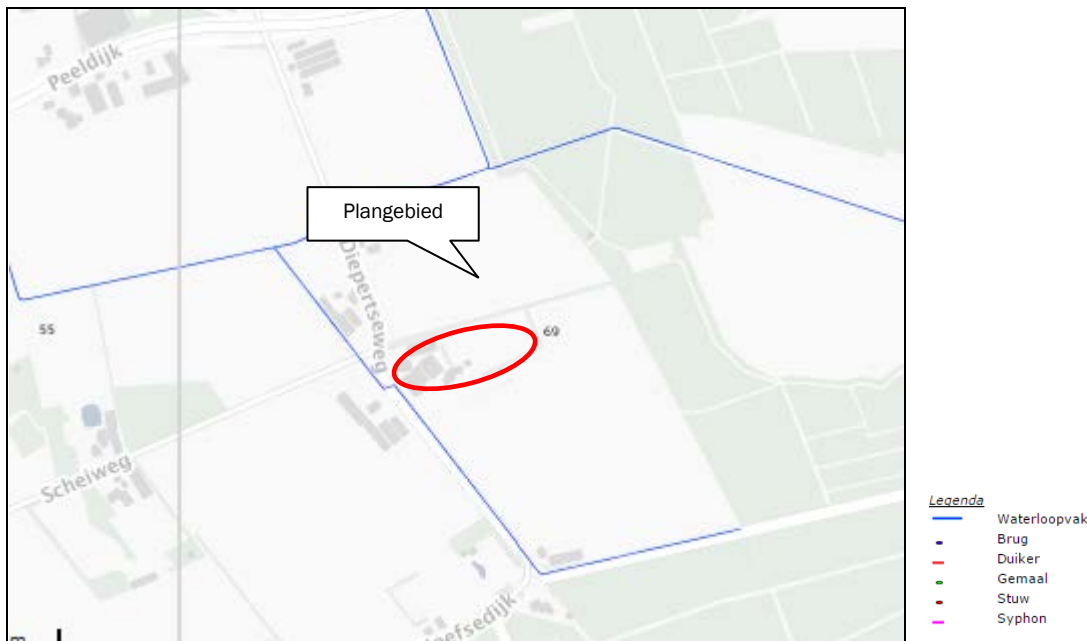 Peeldijk
Plangebied
Diepertseweg
55
69
Scheiweg
Legenda
Waterloopvak
Brug
Duiker
Gemaal
Stuw
Syphon